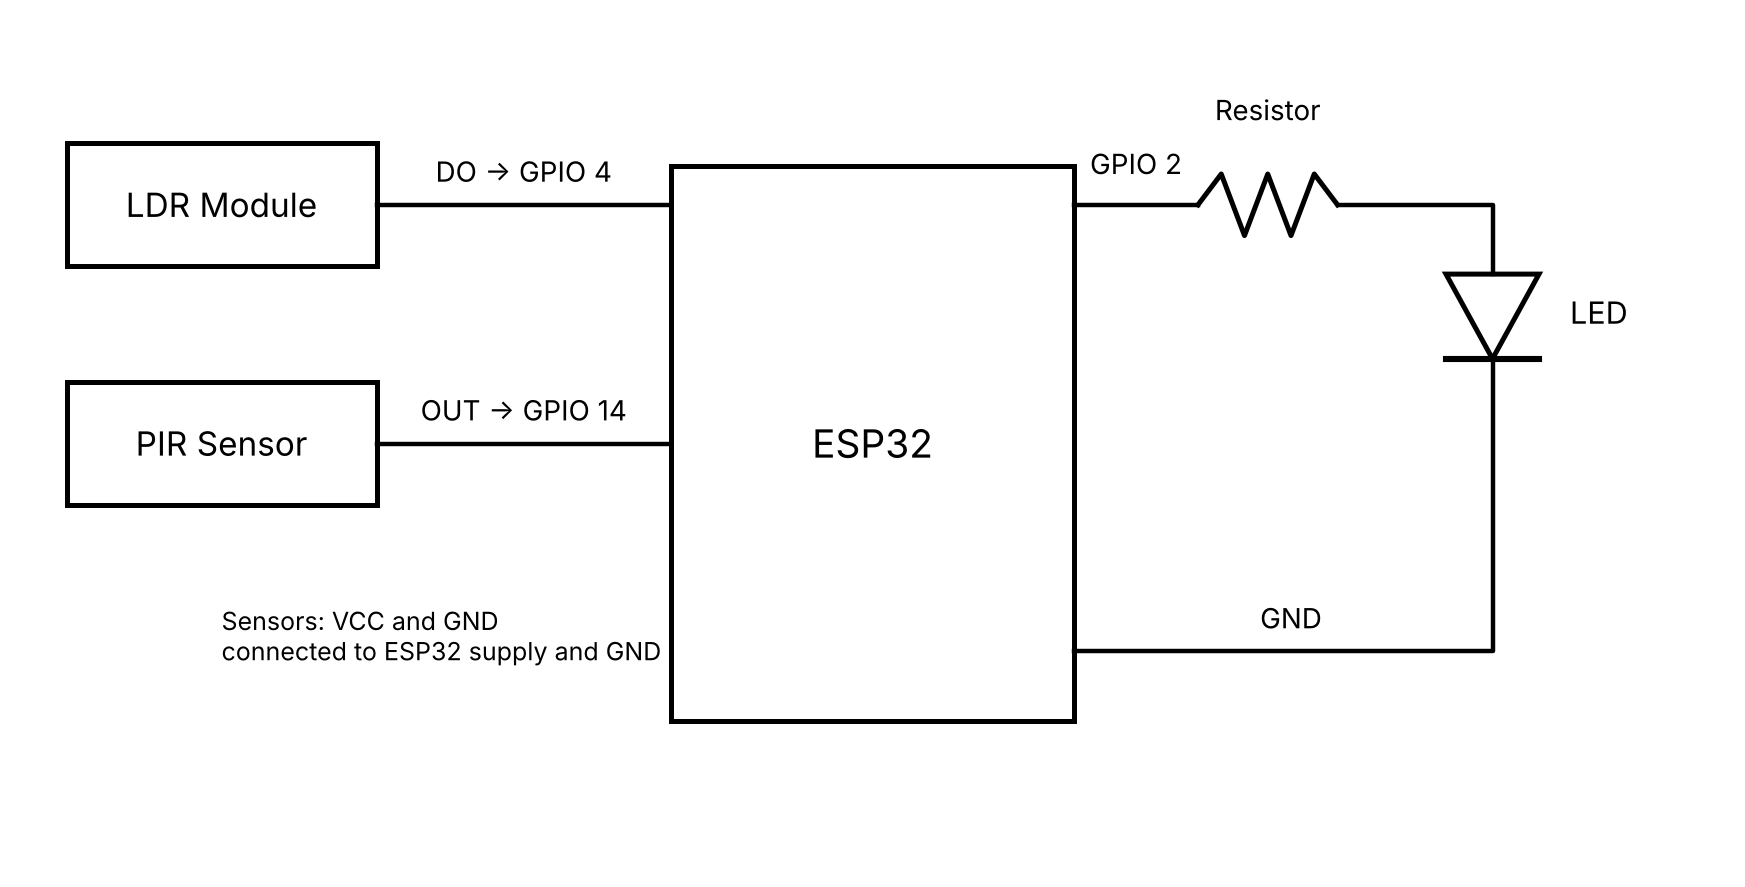 Resistor
DO → GPIO 4
GPIO 2
LDR Module
LED
OUT → GPIO 14
PIR Sensor
ESP32
Sensors: VCC and GND
connected to ESP32 supply and GND
GND